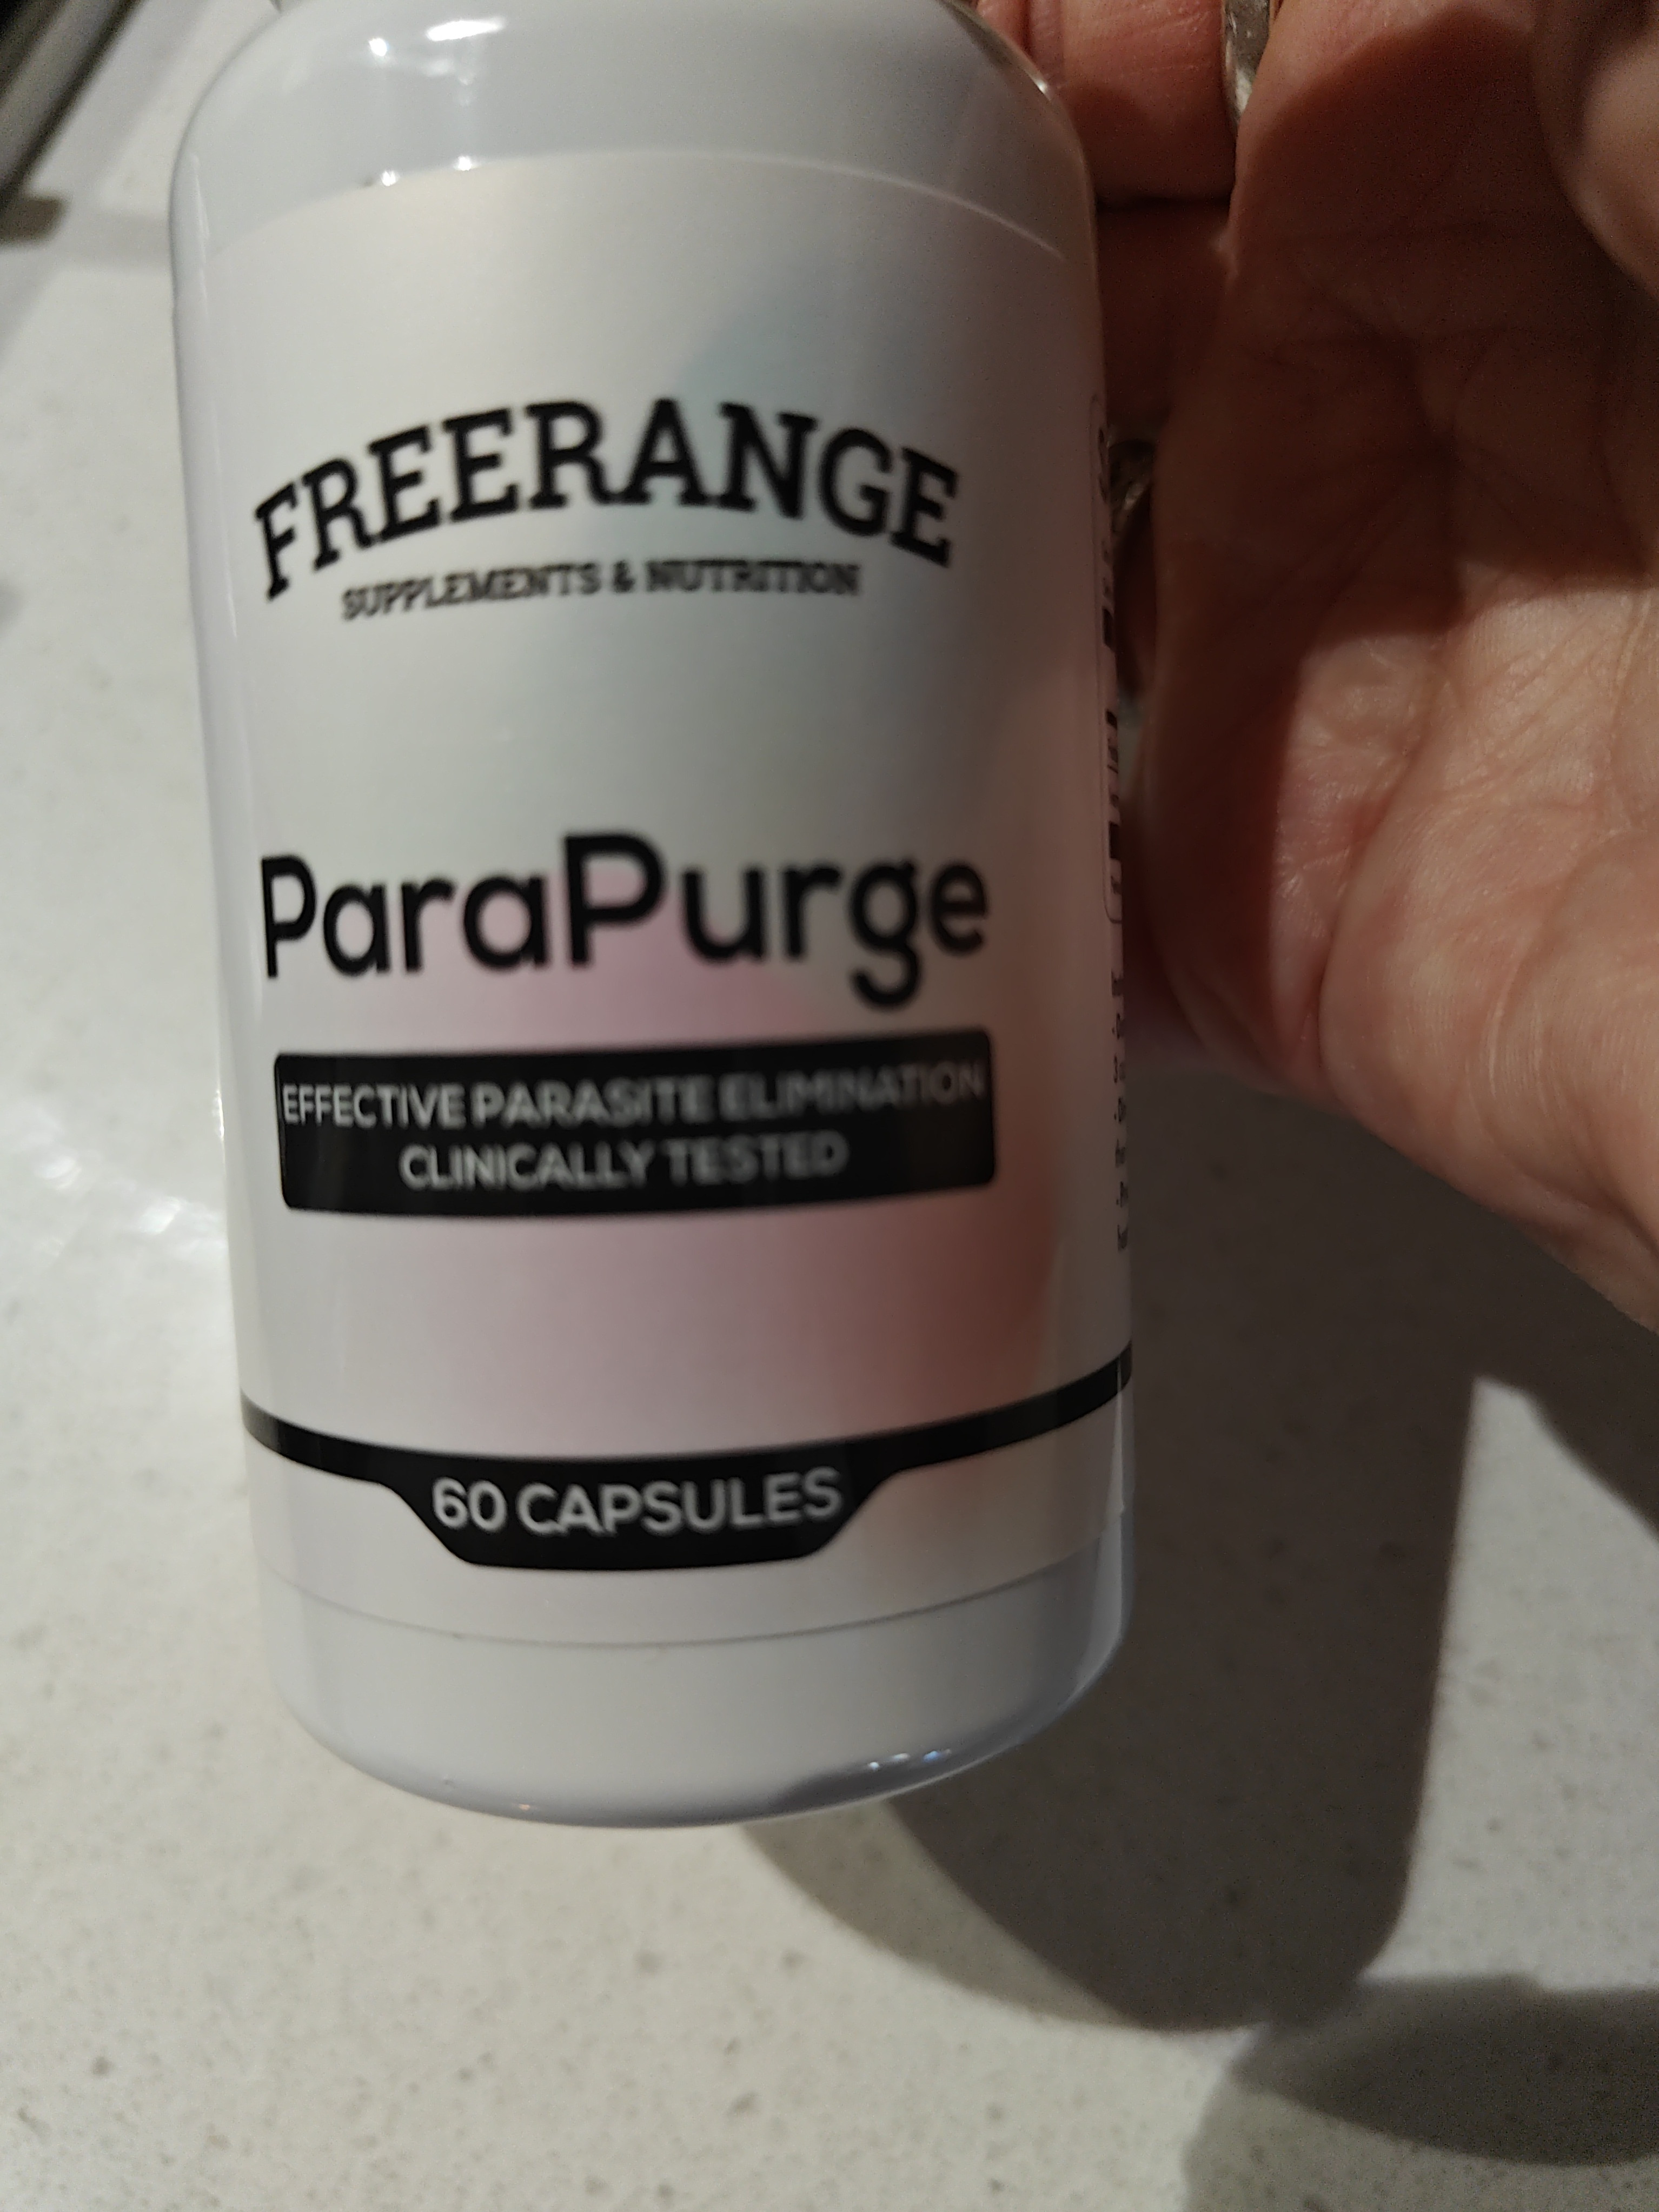 FREERANGE
SUPPLEMENTS & NUTRITION
ParaPurge
EFFECTIVE PARASITE ELIMINATION
CLINICALLY TESTED
60 CAPSULES